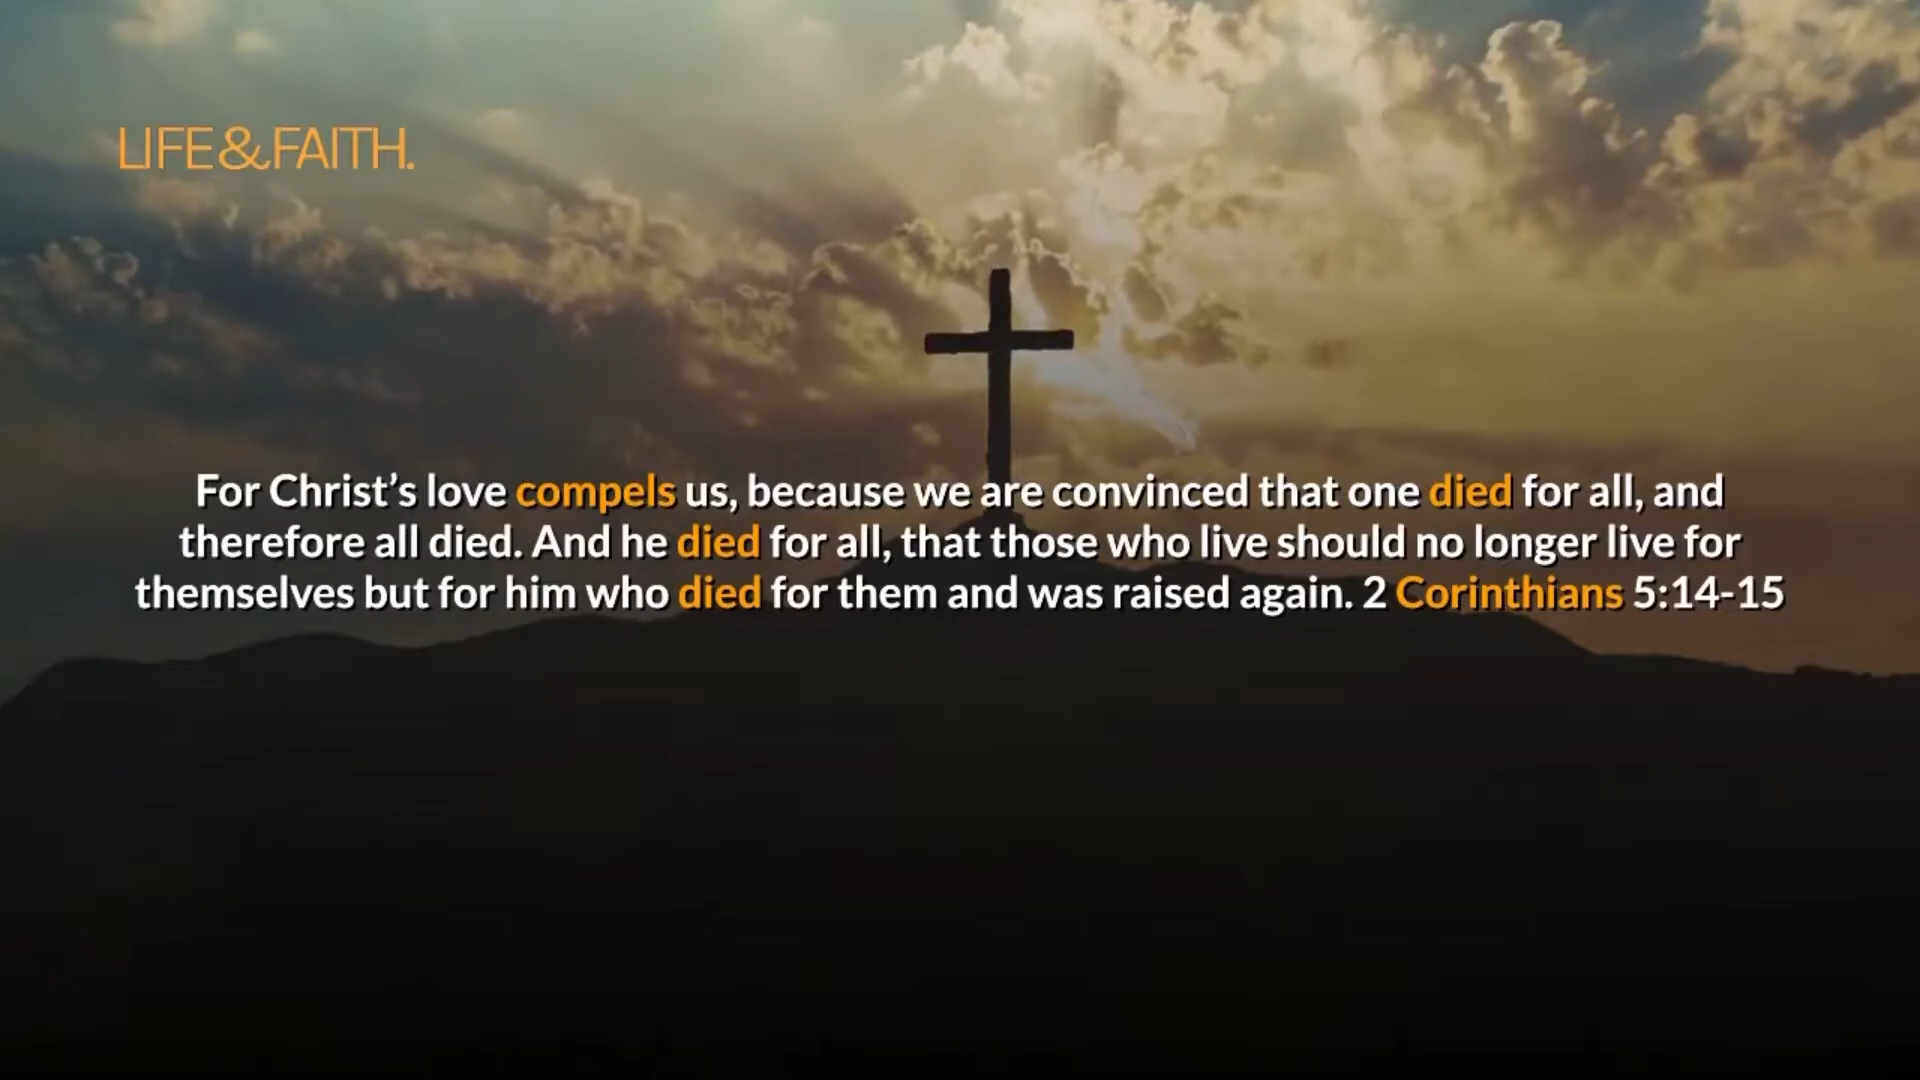 LIFE&FAITH.
For Christ’s love compels us, because we are convinced that one died for all, and
therefore all died. And he died for all, that those who live should no longer live for
themselves but for him who died for them and was raised again. 2 Corinthians 5:14-15